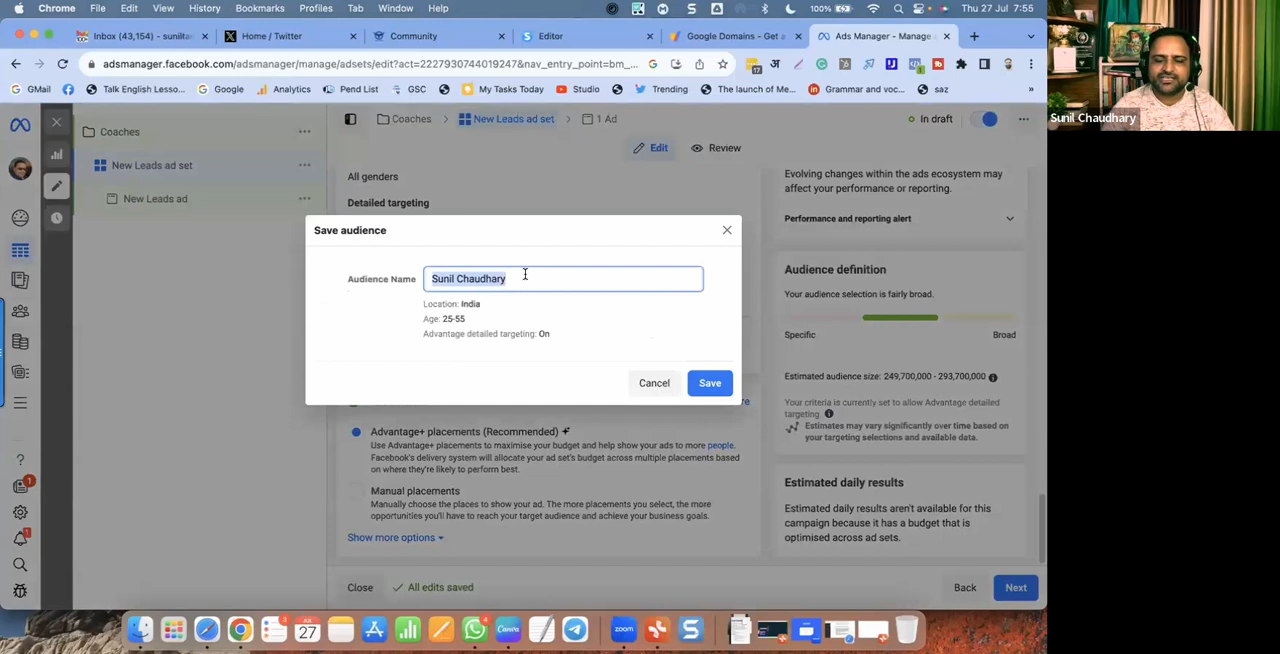 Chrome File Edit View History Bookmarks Profiles Tab Window Help
100% Thu 27 Jul 7:55
Inbox (43,154) - suniltas
Home / Twitter
Community
Editor
Google Domains - Get a
Ads Manager - Manage
adsmanager.facebook.com/adsmanager/manage/adsets/edit?act=2227930744019247&nav_entry_point=bm_...
17
1
GMail
Talk English Lesso...
Google
Analytics
Pend List
GSC
My Tasks Today
Studio
Trending
The launch of Me...
Grammar and voc...
saz
»
Sunil Chaudhary
Coaches
New Leads ad set
New Leads ad
Coaches > New Leads ad set > 1 Ad
In draft
Edit
Review
All genders
Detailed targeting
Save audience
Audience Name
Sunil Chaudhary
Location: India
Age: 25-55
Advantage detailed targeting: On
Cancel
Save
Advantage+ placements (Recommended)
Use Advantage+ placements to maximise your budget and help show your ads to more people.
Facebook's delivery system will allocate your ad set's budget across multiple placements based
on where they're likely to perform best.
Manual placements
Manually choose the places to show your ad. The more placements you select, the more
opportunities you'll have to reach your target audience and achieve your business goals.
Show more options
Close
All edits saved
Back
Next
Evolving changes within the ads ecosystem may
affect your performance or reporting.
Performance and reporting alert
Audience definition
Your audience selection is fairly broad.
Specific
Broad
Estimated audience size: 249,700,000 - 293,700,000
Your criteria is currently set to allow Advantage detailed
targeting.
Estimates may vary significantly over time based on
your targeting selections and available data.
Estimated daily results
Estimated daily results aren't available for this
campaign because it has a budget that is
optimised across ad sets.
1
1
3
JUL
27
4
Canva
zoom